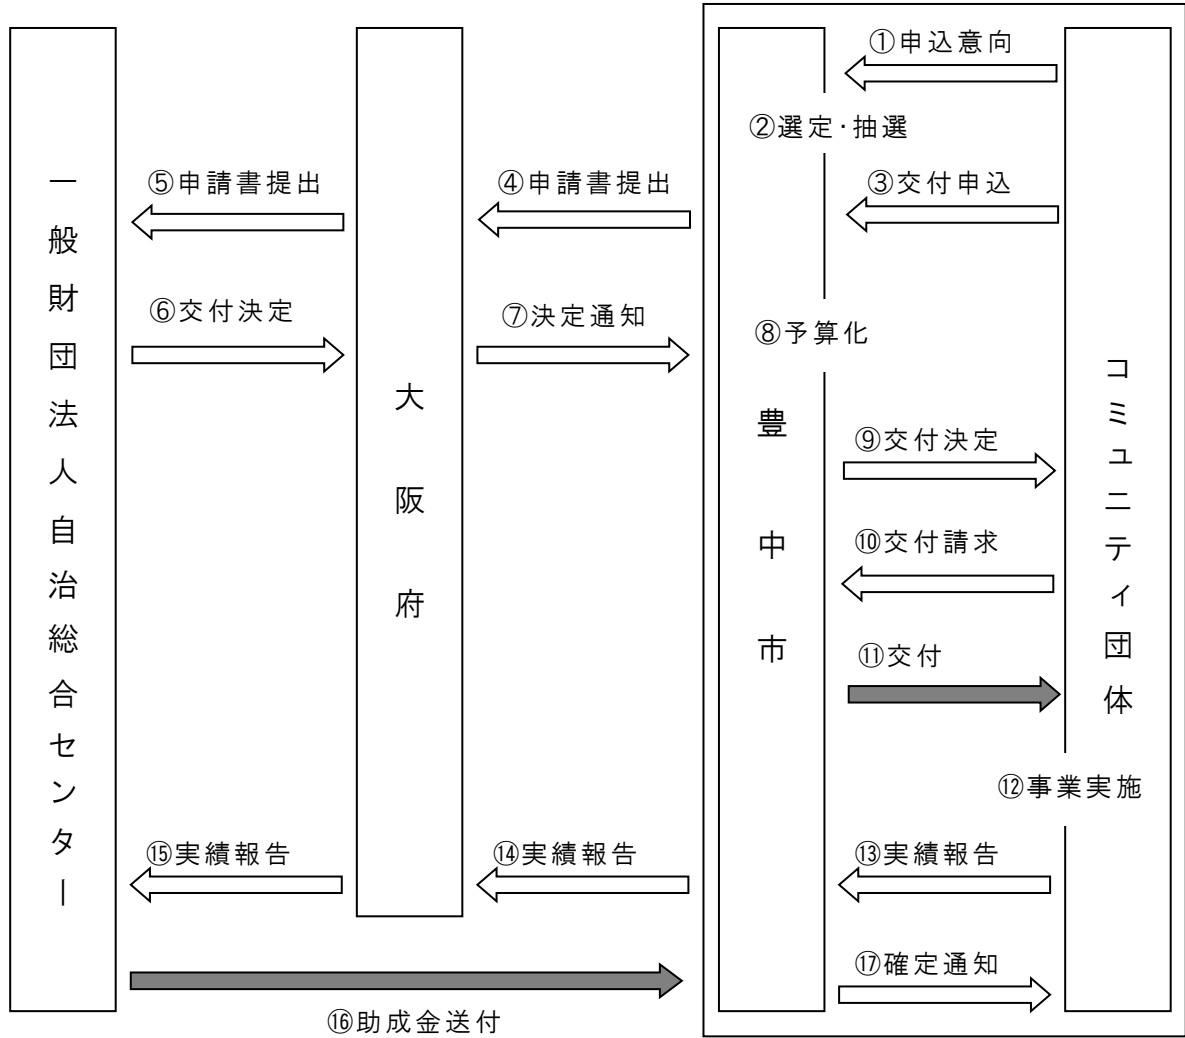 ①申込意向
②選定・抽選
⑤申請書提出
④申請書提出
③交付申込
⑥交付決定
⑦決定通知
⑧予算化
⑨交付決定
⑩交付請求
⑪交付
⑫事業実施
⑮実績報告
⑭実績報告
⑬実績報告
⑰確定通知
⑯助成金送付
一般財団法人自治総合センター
大阪府
豊中市
コミュニティ団体